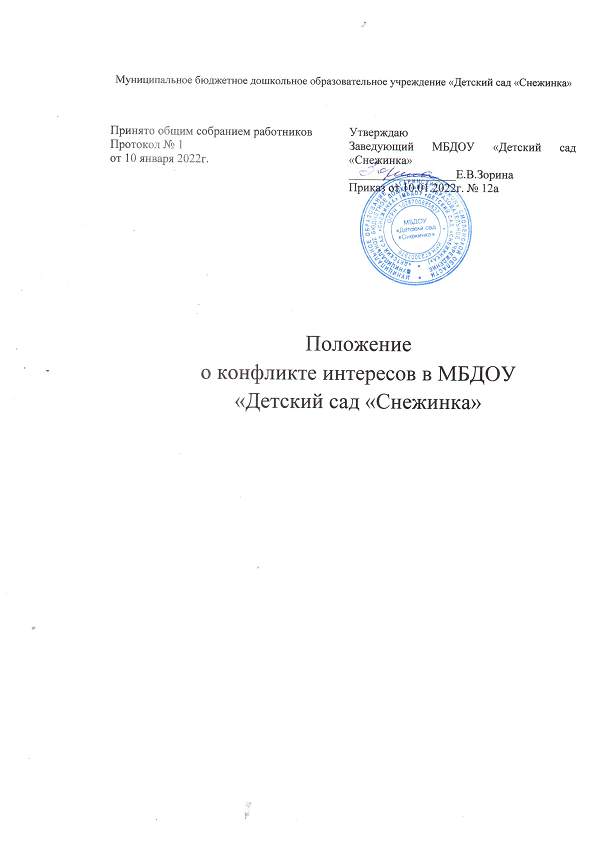 Муниципальное бюджетное дошкольное образовательное учреждение «Детский сад «Снежинка»
Принято общим собранием работников
Протокол № 1
от 10 января 2022г.
Утверждаю
Заведующий МБДОУ «Детский сад
«Снежинка»
Е.В.Зорина
Приказ от 10.01.2022г. № 12а
МБДОУ
«Детский сад
«Снежинка»
Положение
о конфликте интересов в МБДОУ
«Детский сад «Снежинка»